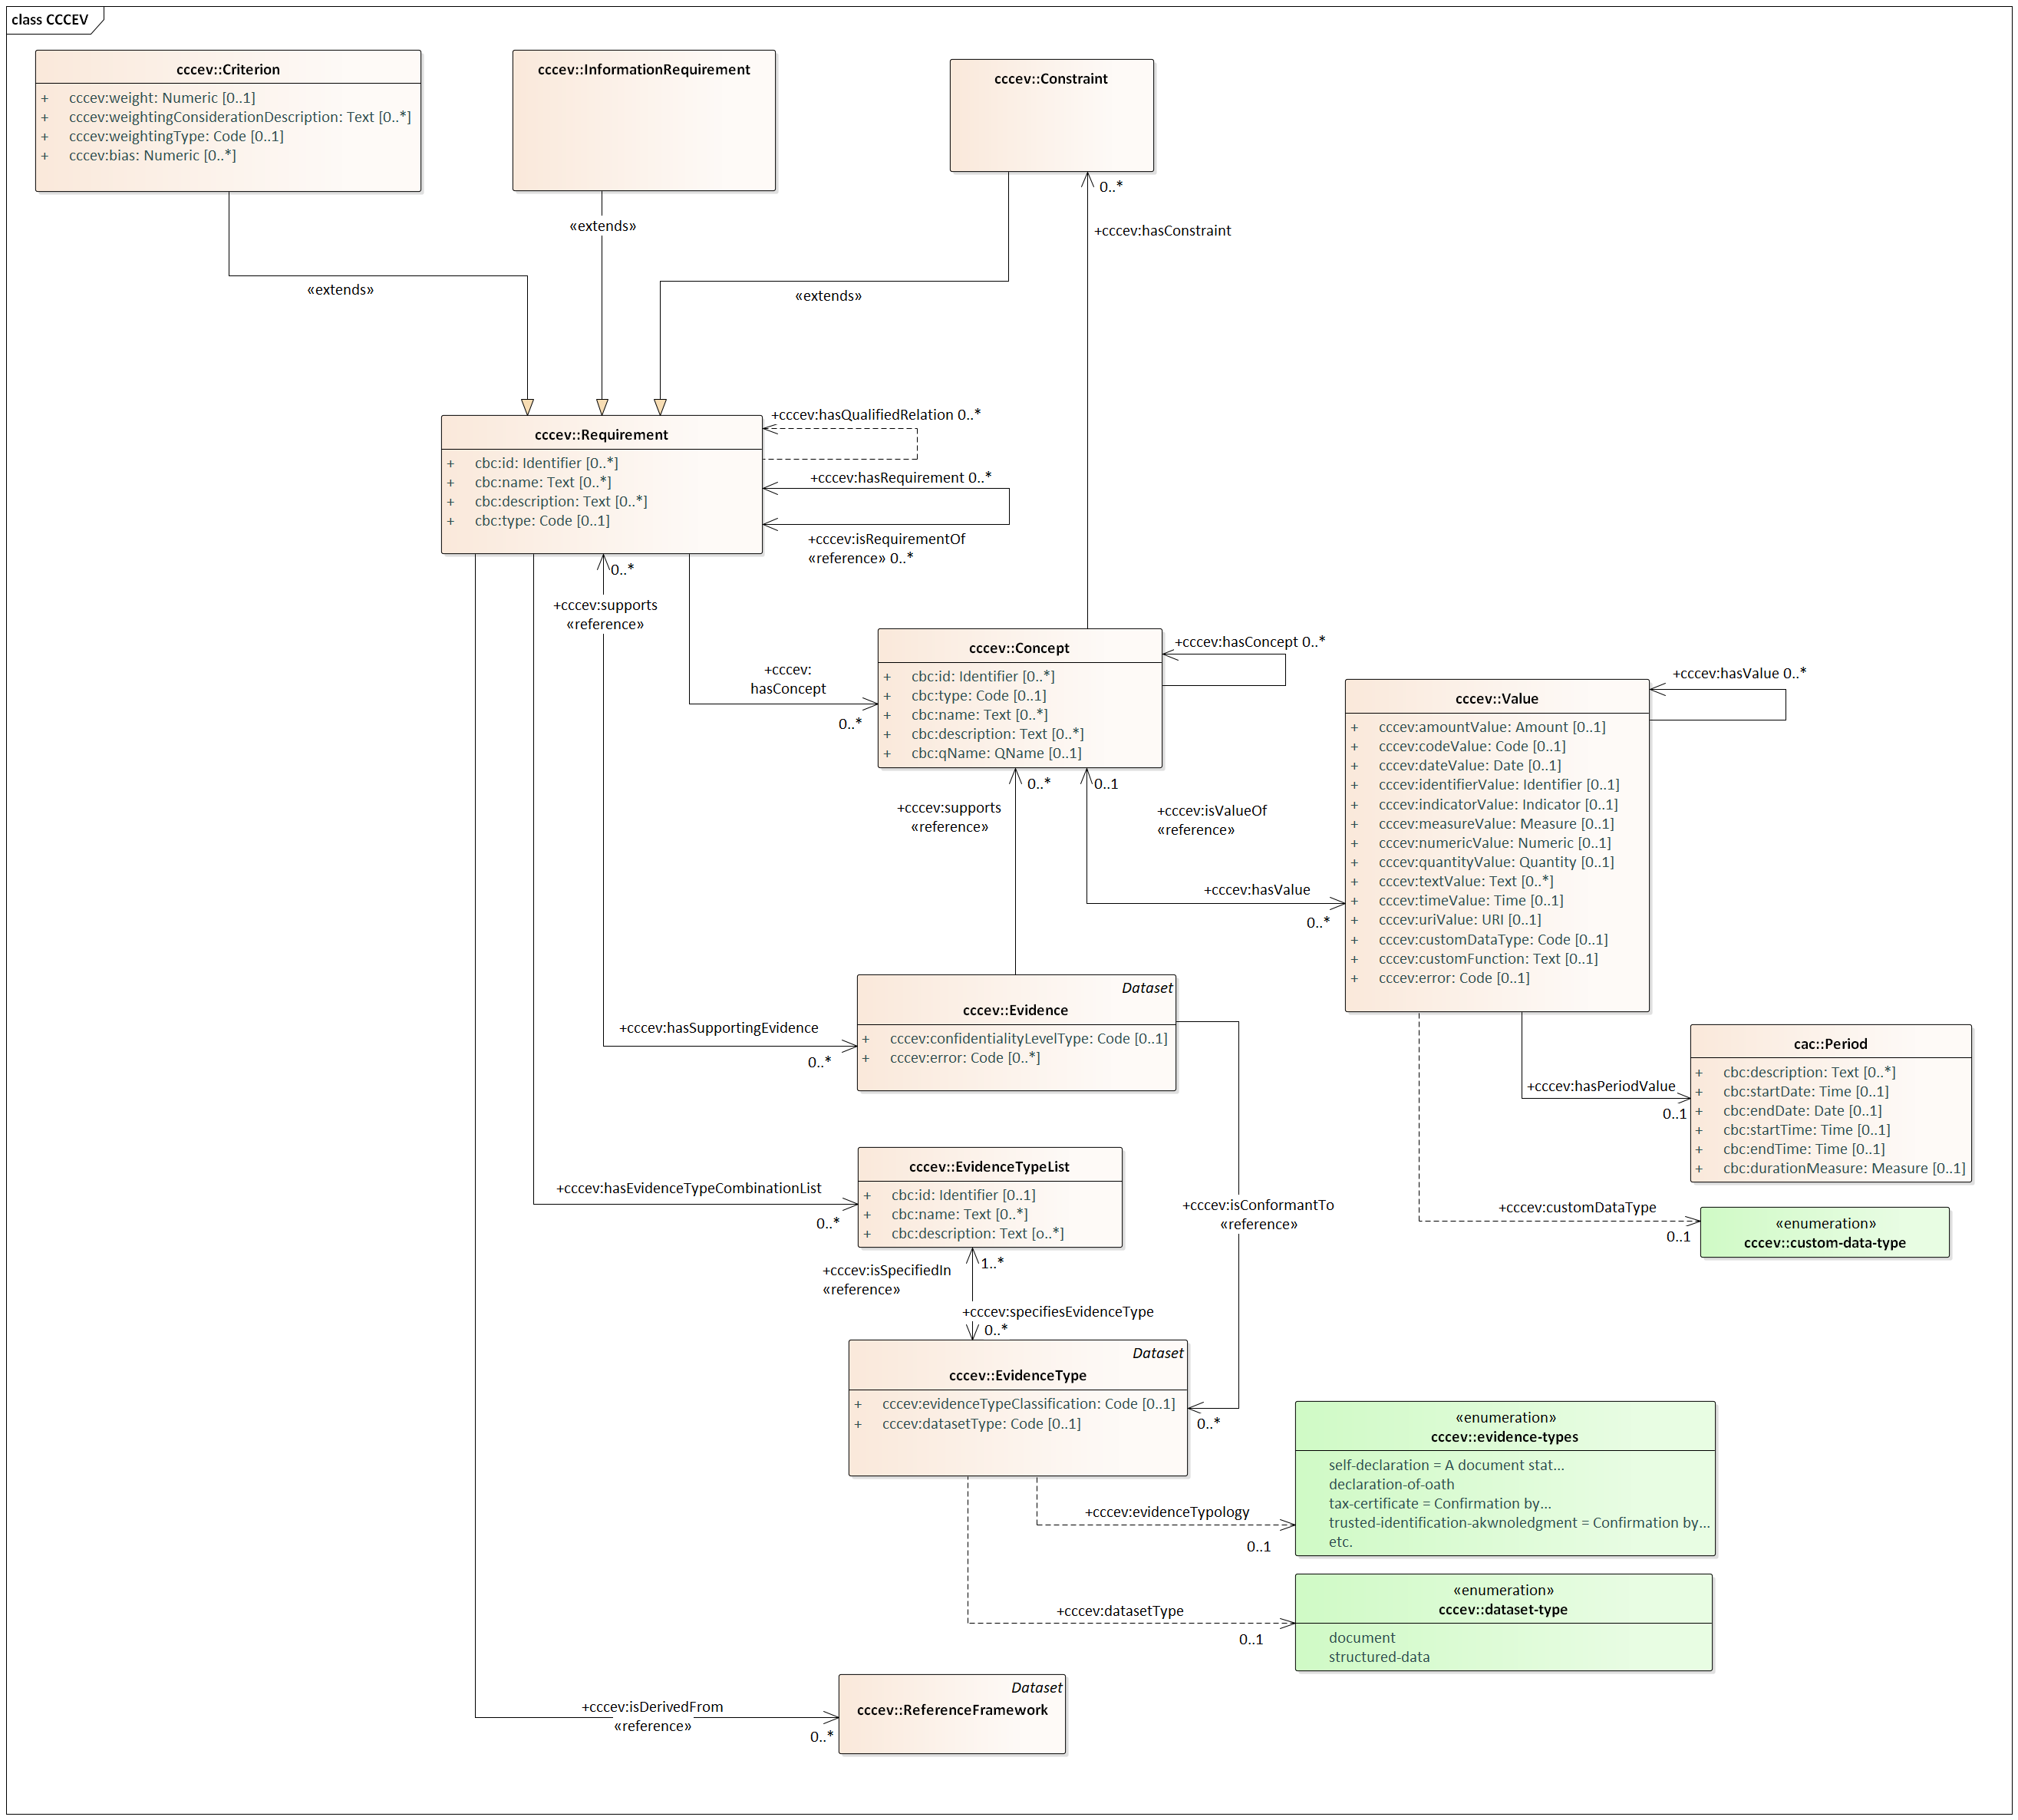 class CCCEV
cccev::Criterion
+ cccev:weight: Numeric [0..1]
+ cccev:weightingConsiderationDescription: Text [0..*]
+ cccev:weightingType: Code [0..1]
+ cccev:bias: Numeric [0..*]
cccev::InformationRequirement
cccev::Constraint
0..*
+cccev:hasConstraint
«extends»
«extends»
«extends»
cccev::Requirement
+ cbc:id: Identifier [0..*]
+ cbc:name: Text [0..*]
+ cbc:description: Text [0..*]
+ cbc:type: Code [0..1]
+cccev:hasQualifiedRelation 0..*
+cccev:hasRequirement 0..*
+cccev:isRequirementOf
«reference» 0..*
0..*
+cccev:supports
«reference»
+cccev:
hasConcept
0..*
cccev::Concept
+ cbc:id: Identifier [0..*]
+ cbc:type: Code [0..1]
+ cbc:name: Text [0..*]
+ cbc:description: Text [0..*]
+ cbc:qName: QName [0..1]
+cccev:hasConcept 0..*
+cccev:hasValue 0..*
cccev::Value
+ cccev:amountValue: Amount [0..1]
+ cccev:codeValue: Code [0..1]
+ cccev:dateValue: Date [0..1]
+ cccev:identifierValue: Identifier [0..1]
+ cccev:indicatorValue: Indicator [0..1]
+ cccev:measureValue: Measure [0..1]
+ cccev:numericValue: Numeric [0..1]
+ cccev:quantityValue: Quantity [0..1]
+ cccev:textValue: Text [0..*]
+ cccev:timeValue: Time [0..1]
+ cccev:uriValue: URI [0..1]
+ cccev:customDataType: Code [0..1]
+ cccev:customFunction: Text [0..1]
+ cccev:error: Code [0..1]
0..*
0..1
+cccev:supports
«reference»
+cccev:isValueOf
«reference»
+cccev:hasValue
0..*
Dataset
cccev::Evidence
+ cccev:confidentialityLevelType: Code [0..1]
+ cccev:error: Code [0..*]
+cccev:hasSupportingEvidence
0..*
cac::Period
+ cbc:description: Text [0..*]
+ cbc:startDate: Time [0..1]
+ cbc:endDate: Date [0..1]
+ cbc:startTime: Time [0..1]
+ cbc:endTime: Time [0..1]
+ cbc:durationMeasure: Measure [0..1]
+cccev:hasPeriodValue
0..1
+cccev:customDataType
0..1
«enumeration»
cccev::custom-data-type
cccev::EvidenceTypeList
+ cbc:id: Identifier [0..1]
+ cbc:name: Text [0..*]
+ cbc:description: Text [o..*]
+cccev:hasEvidenceTypeCombinationList
0..*
+cccev:isConformantTo
«reference»
+cccev:isSpecifiedIn
«reference»
1..*
+cccev:specifiesEvidenceType
0..*
Dataset
cccev::EvidenceType
+ cccev:evidenceTypeClassification: Code [0..1]
+ cccev:datasetType: Code [0..1]
0..*
«enumeration»
cccev::evidence-types
self-declaration = A document stat...
declaration-of-oath
tax-certificate = Confirmation by...
trusted-identification-akwnoledgment = Confirmation by...
etc.
+cccev:evidenceTypology
0..1
«enumeration»
cccev::dataset-type
document
structured-data
+cccev:datasetType
0..1
Dataset
cccev::ReferenceFramework
+cccev:isDerivedFrom
«reference»
0..*